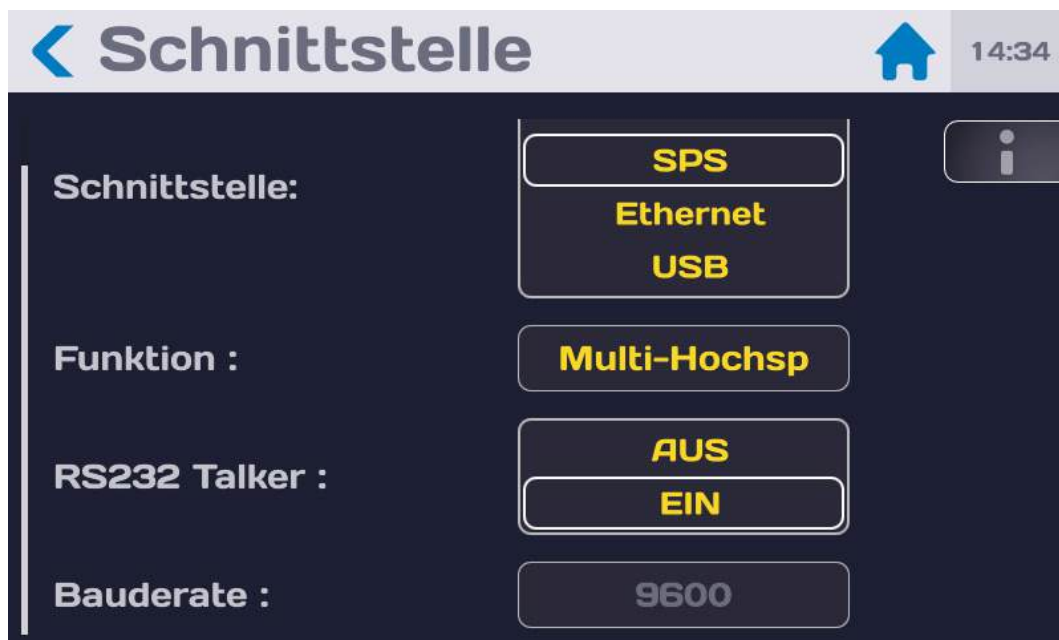 Schnittstelle
14:34
Schnittstelle:
SPS
Ethernet
USB
Funktion :
Multi-Hochsp
RS232 Talker :
AUS
EIN
Bauderate :
9600